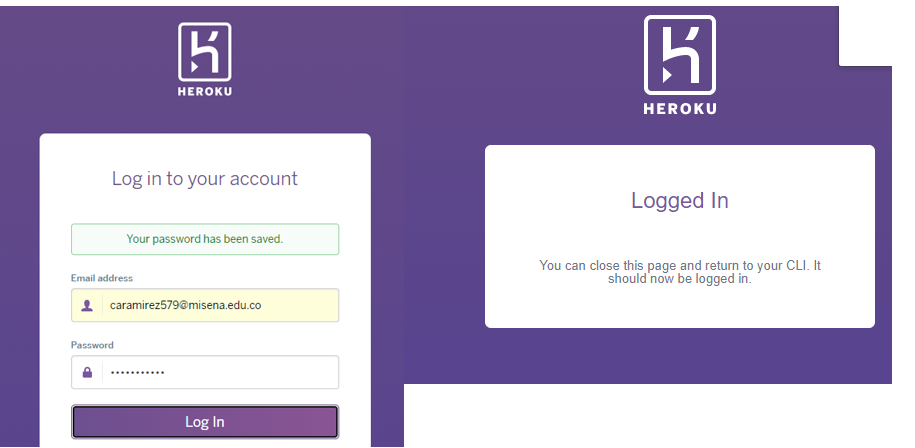 HEROKU
Log in to your account
Your password has been saved.
Email address
caramirez579@misena.edu.co
Password
•••••••••••
Log In
HEROKU
Logged In
You can close this page and return to your CLI. It
should now be logged in.